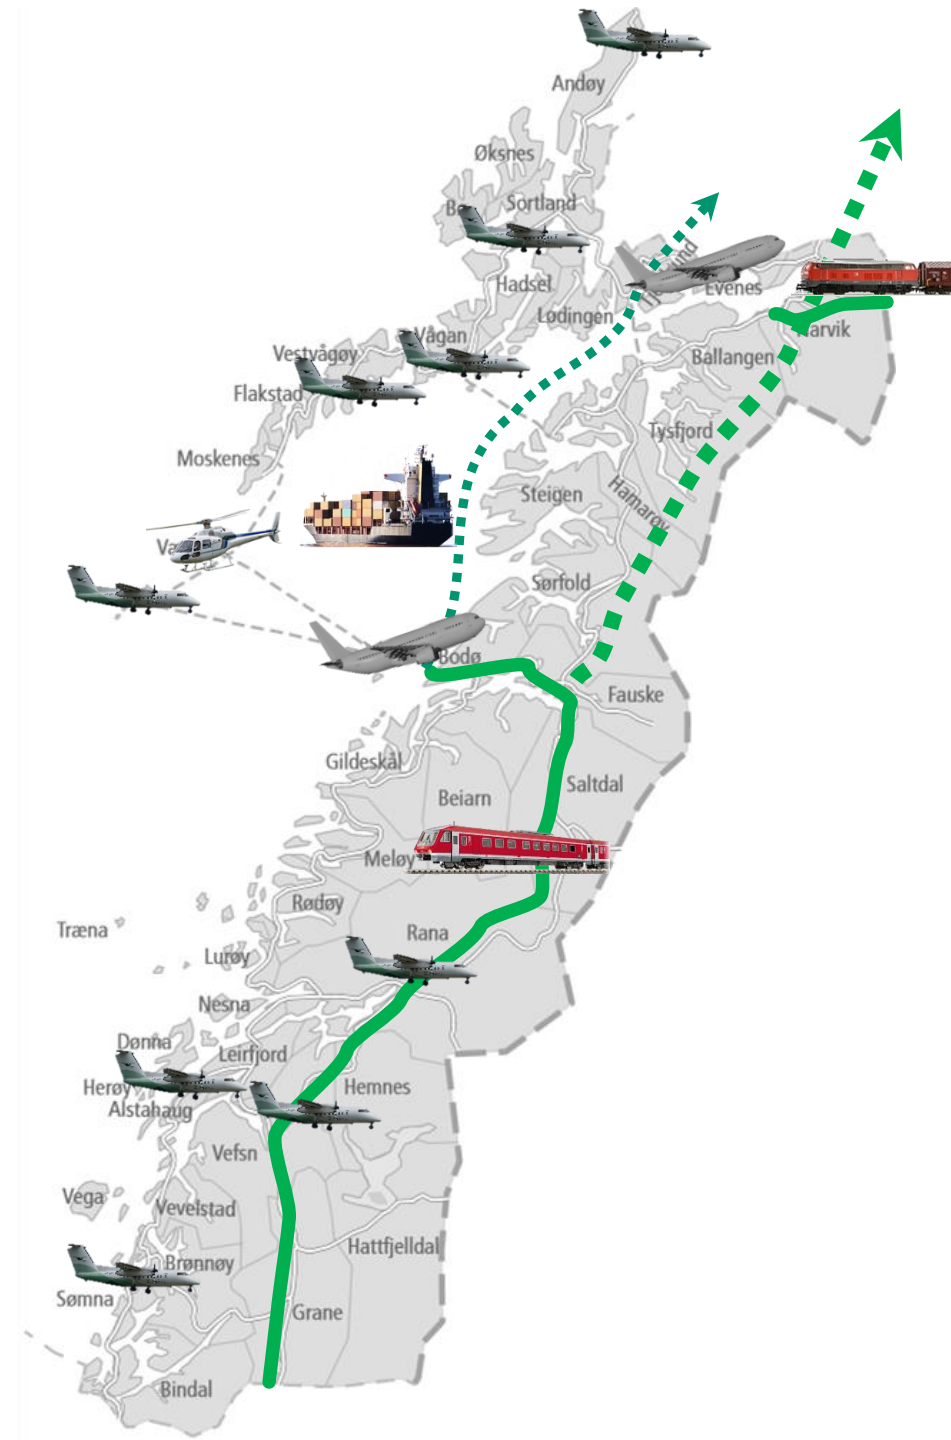 Andøy
Øksnes
Sortland
Hadsel
Evenes
Lødingen
Vågan
Narvik
Vestvågøy
Ballangen
Flakstad
Tysfjord
Moskenes
Steigen
Hamarøy
Sørfold
Bodø
Fauske
Gildeskål
Saltdal
Beiarn
Meløy
Rødøy
Træna
Rana
Lurøy
Nesna
Dønna
Leirfjord
Herøy
Hemnes
Alstahaug
Vefsn
Vega
Vevelstad
Hattfjelldal
Brønnøy
Sømna
Grane
Bindal